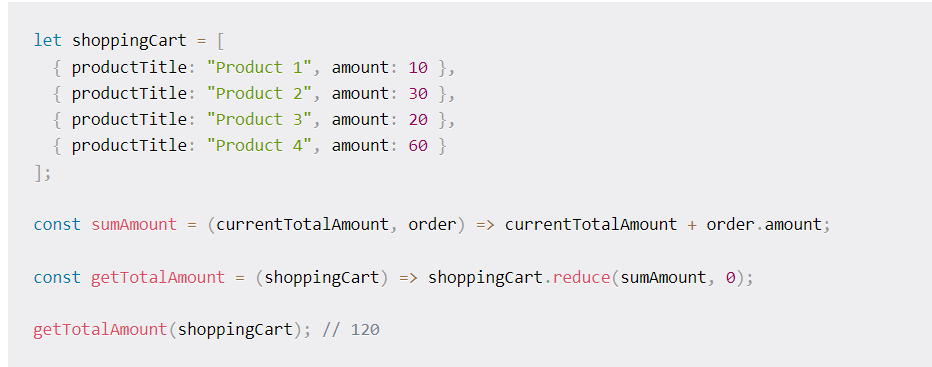 let shoppingCart = [
  { productTitle: "Product 1", amount: 10 },
  { productTitle: "Product 2", amount: 30 },
  { productTitle: "Product 3", amount: 20 },
  { productTitle: "Product 4", amount: 60 }
];
const sumAmount = (currentTotalAmount, order) => currentTotalAmount + order.amount;
const getTotalAmount = (shoppingCart) => shoppingCart.reduce(sumAmount, 0);
getTotalAmount(shoppingCart); // 120